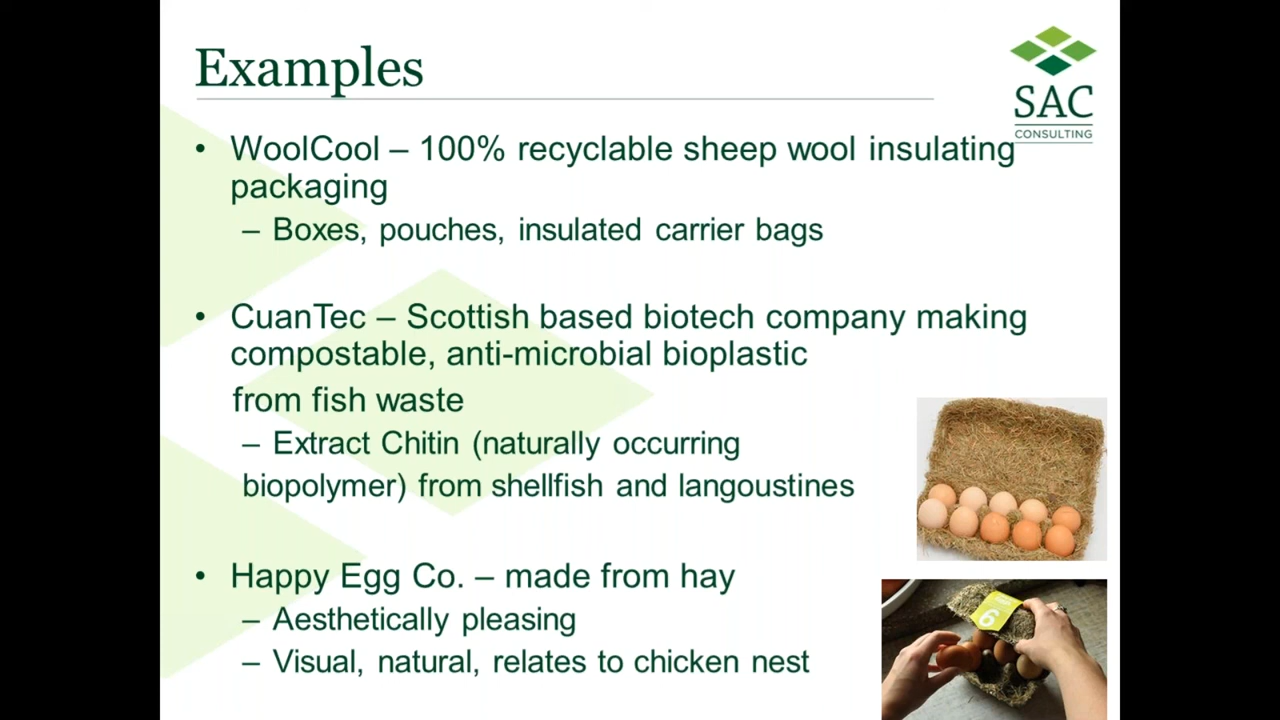 Examples
SAC
CONSULTING
• WoolCool – 100% recyclable sheep wool insulating
packaging
– Boxes, pouches, insulated carrier bags
• CuanTec – Scottish based biotech company making
compostable, anti-microbial bioplastic
from fish waste
– Extract Chitin (naturally occurring
biopolymer) from shellfish and langoustines
• Happy Egg Co. – made from hay
– Aesthetically pleasing
– Visual, natural, relates to chicken nest
6